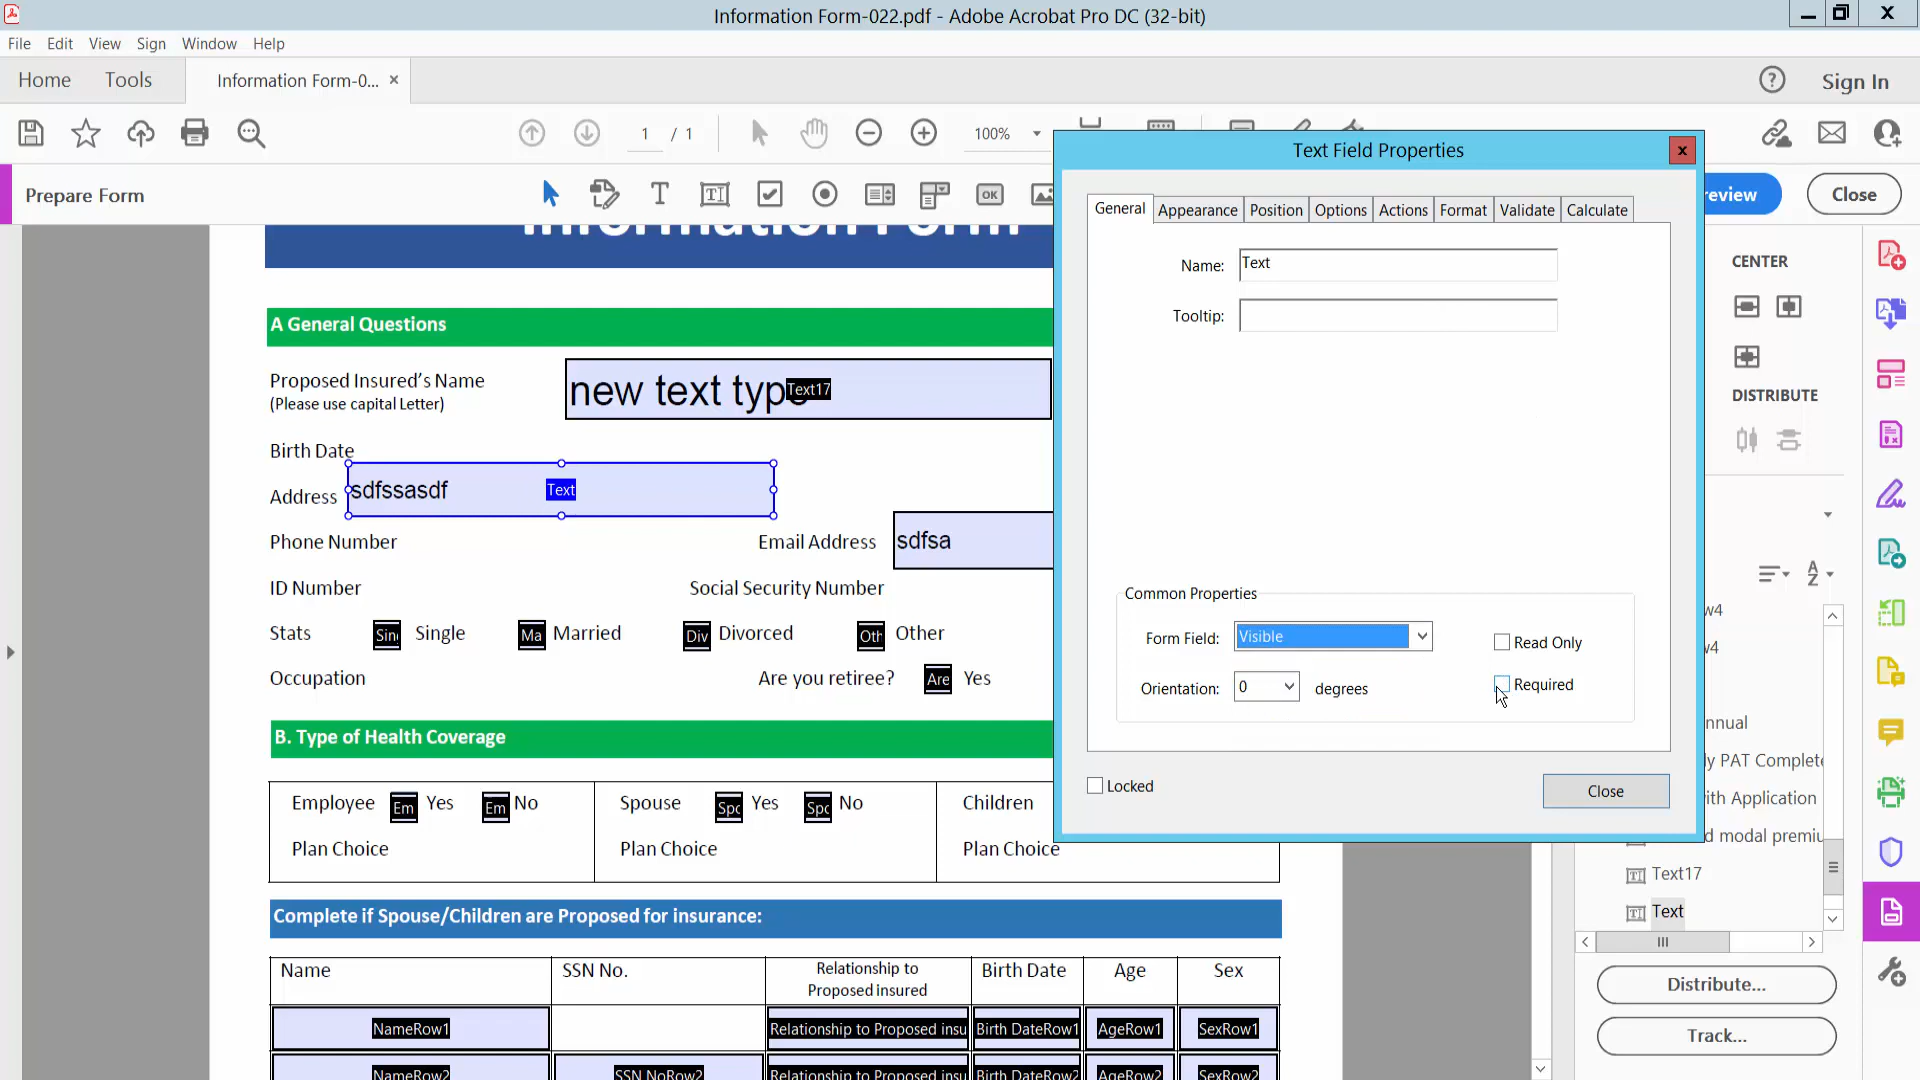 Information Form-022.pdf - Adobe Acrobat Pro DC (32-bit)
File Edit View Sign Window Help
Home Tools Information Form-0... × Sign In
1 / 1 100%
Prepare Form
OK
eview Close
Information Form
A General Questions
Proposed Insured's Name
(Please use capital Letter)
new text type
Text17
Birth Date
Address sdfssasdf Text
Phone Number Email Address sdfsa
ID Number Social Security Number
Stats Sin Single Ma Married Div Divorced Oth Other
Occupation Are you retiree? Are Yes
B. Type of Health Coverage
Employee Em Yes Em No Spouse Spo Yes Spo No Children
Plan Choice Plan Choice Plan Choice
Complete if Spouse/Children are Proposed for insurance:
Name SSN No. Relationship to
Proposed insured Birth Date Age Sex
NameRow1 Relationship to Proposed insu Birth DateRow1 AgeRow1 SexRow1
NameRow2 SSN NoRow2 Relationship to Proposed insu Birth DateRow2 AgeRow2 SexRow2
Text Field Properties
x
General Appearance Position Options Actions Format Validate Calculate
Name: Text
Tooltip:
Common Properties
Form Field: Visible Read Only
Orientation: 0 degrees Required
Locked Close
CENTER
DISTRIBUTE
w4
v4
nnual
ly PAT Complete
ith Application
d modal premiu
Text17
Text
Distribute...
Track...